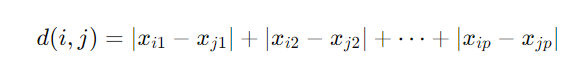 d(i, j) = |x_{i1} − x_{j1}| + |x_{i2} − x_{j2}| + ⋯ + |x_{ip} − x_{jp}|